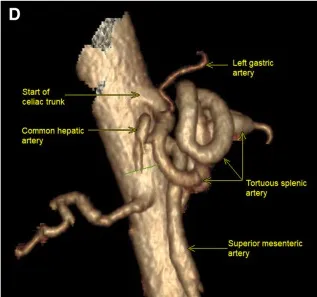 D
Left gastric
artery
Start of
celiac trunk
Common hepatic
artery
Tortuous splenic
artery
Superior mesenteric
artery